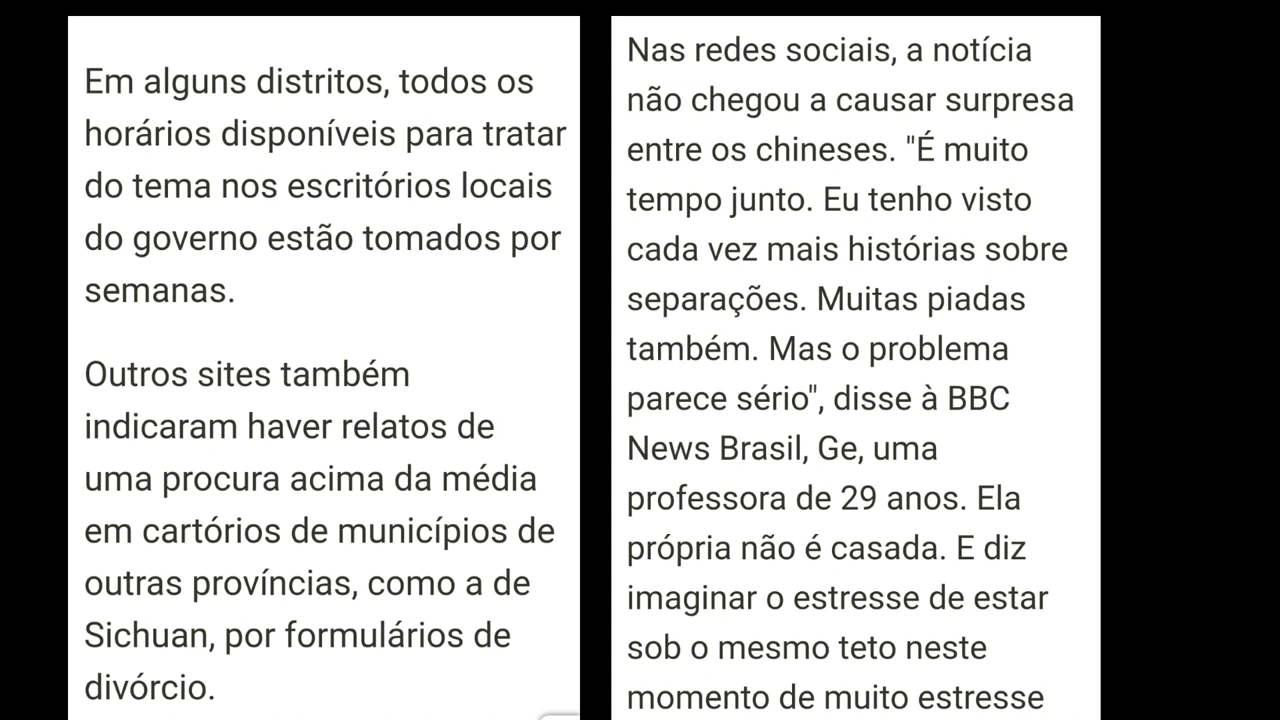 Em alguns distritos, todos os
horários disponíveis para tratar
do tema nos escritórios locais
do governo estão tomados por
semanas.
Outros sites também
indicaram haver relatos de
uma procura acima da média
em cartórios de municípios de
outras províncias, como a de
Sichuan, por formulários de
divórcio.
Nas redes sociais, a notícia
não chegou a causar surpresa
entre os chineses. "É muito
tempo junto. Eu tenho visto
cada vez mais histórias sobre
separações. Muitas piadas
também. Mas o problema
parece sério", disse à BBC
News Brasil, Ge, uma
professora de 29 anos. Ela
própria não é casada. E diz
imaginar o estresse de estar
sob o mesmo teto neste
momento de muito estresse